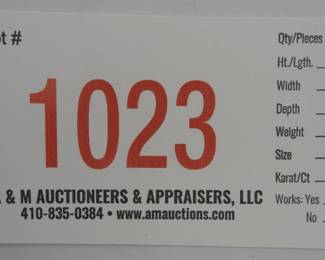 ot #
1023
A & M AUCTIONEERS & APPRAISERS, LLC
410-835-0384 • www.amauctions.com
Qty/Pieces
Ht./Lgth.
Width
Depth
Weight
Size
Karat/Ct
Works: Yes
No